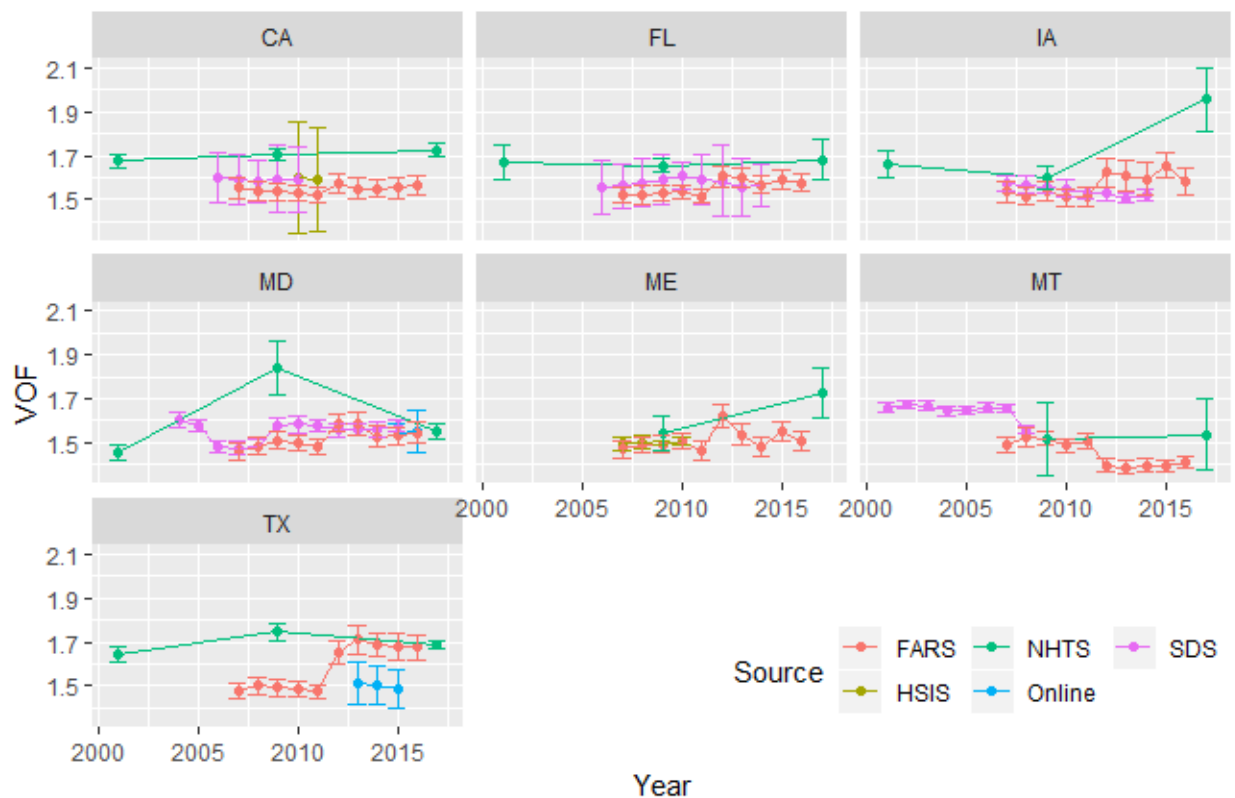 CA FL IA
2.1
1.9
1.7
1.5
MD ME MT
2.1
1.9
1.7
1.5
VOF
2000 2005 2010 2015 2000 2005 2010 2015
TX
2.1
1.9
1.7
1.5
2000 2005 2010 2015
Year
Source
FARS NHTS SDS
HSIS Online